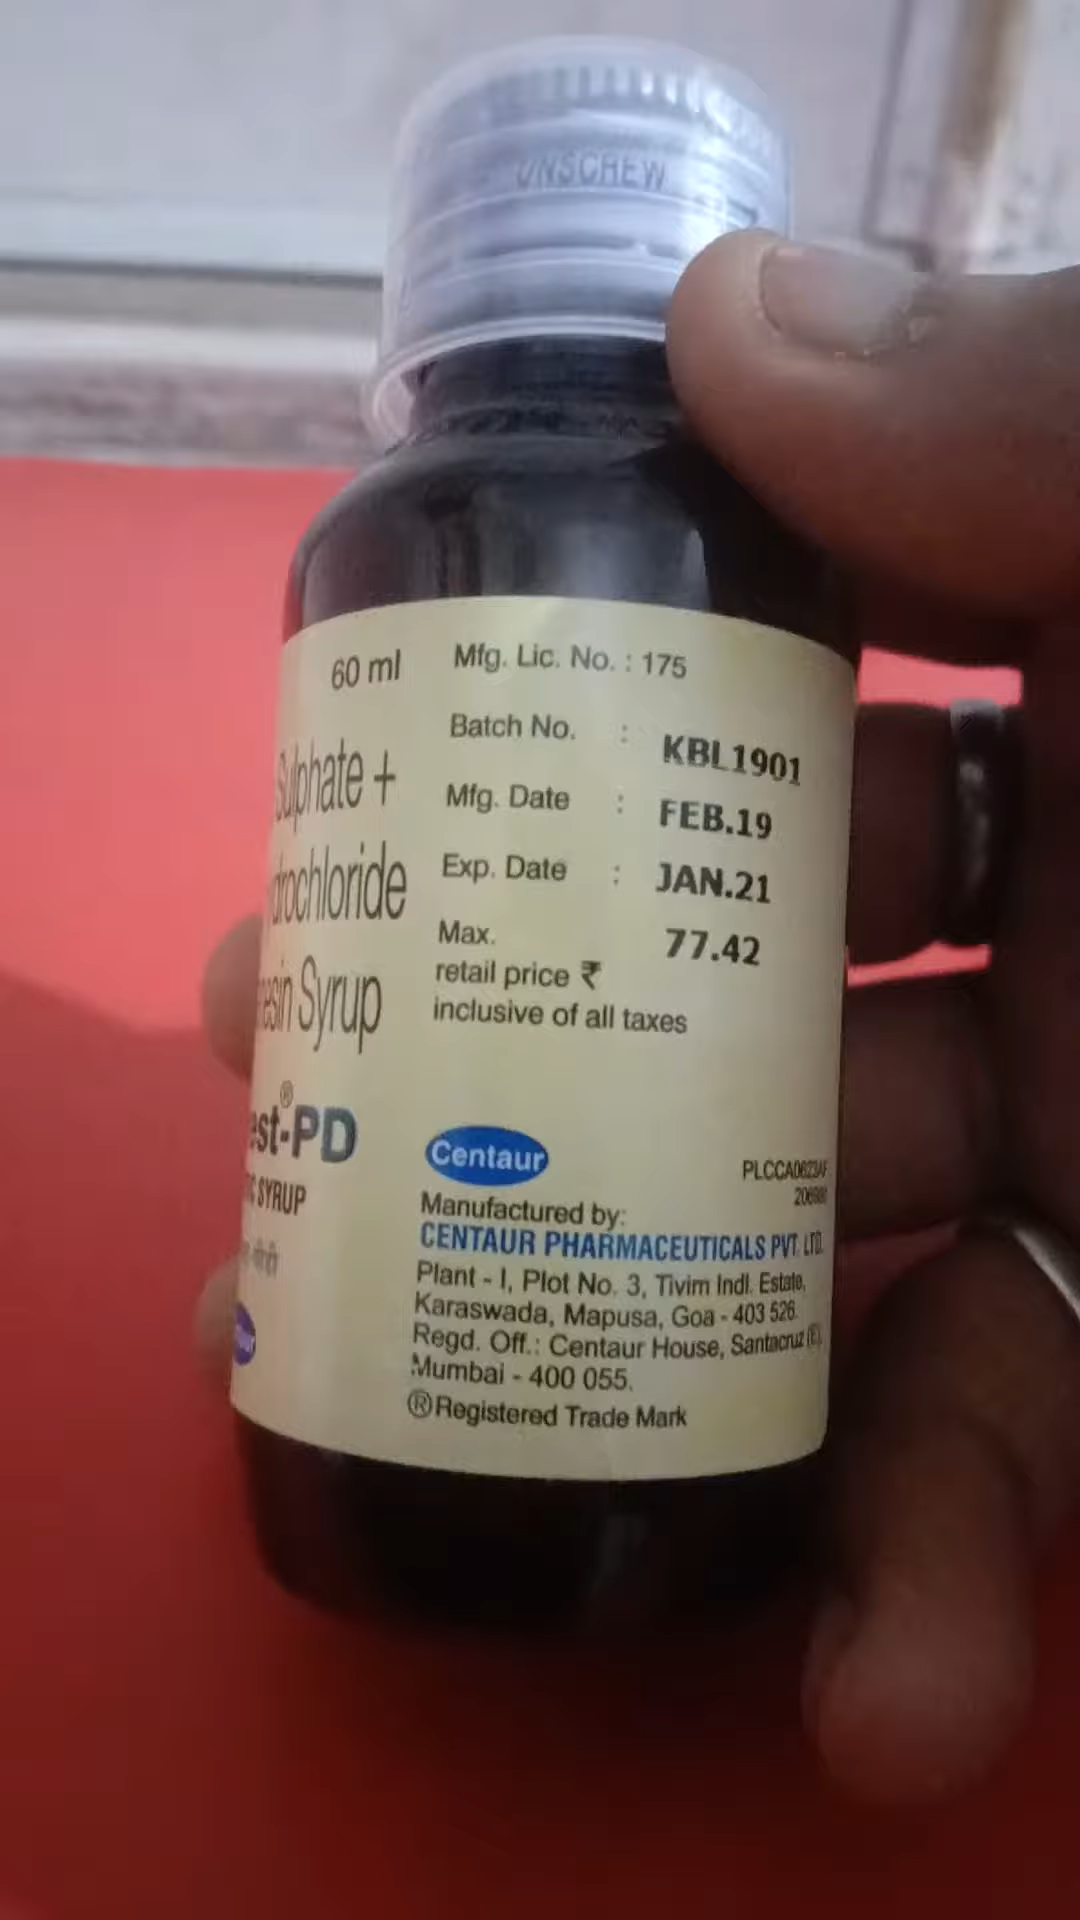 UNSCREW
60 ml
Sulphate +
drochloride
Syrup
est®-PD
SYRUP
Mfg. Lic. No. : 175
Batch No. : KBL1901
Mfg. Date : FEB.19
Exp. Date : JAN.21
Max. 77.42
retail price ₹
inclusive of all taxes
Centaur
Manufactured by:
CENTAUR PHARMACEUTICALS PVT. LTD.
Plant - I, Plot No. 3, Tivim Indl. Estate,
Karaswada, Mapusa, Goa - 403 526.
Regd. Off.: Centaur House, Santacruz (E),
Mumbai - 400 055.
®Registered Trade Mark